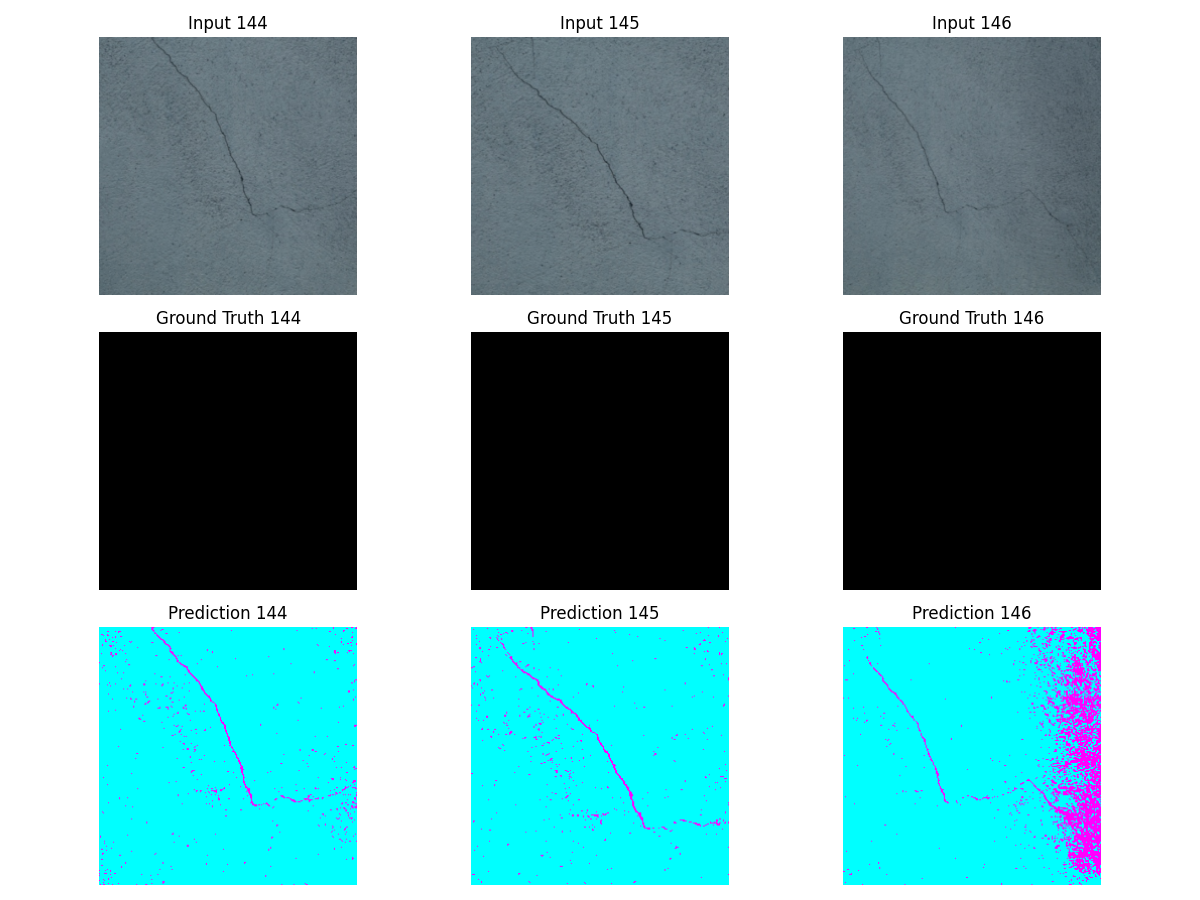 Input 144
Input 145
Input 146
Ground Truth 144
Ground Truth 145
Ground Truth 146
Prediction 144
Prediction 145
Prediction 146